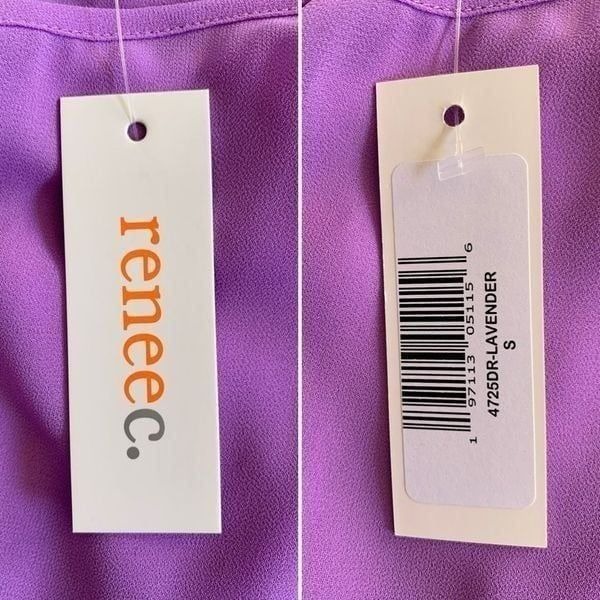 reneec.
1 97113 05115 6
4725DR-LAVENDER
S